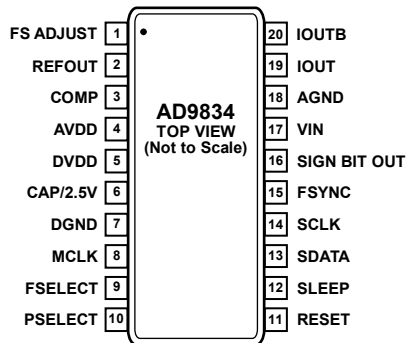 FS ADJUST 1
REFOUT 2
COMP 3
AVDD 4
DVDD 5
CAP/2.5V 6
DGND 7
MCLK 8
FSELECT 9
PSELECT 10
AD9834
TOP VIEW
(Not to Scale)
20 IOUTB
19 IOUT
18 AGND
17 VIN
16 SIGN BIT OUT
15 FSYNC
14 SCLK
13 SDATA
12 SLEEP
11 RESET